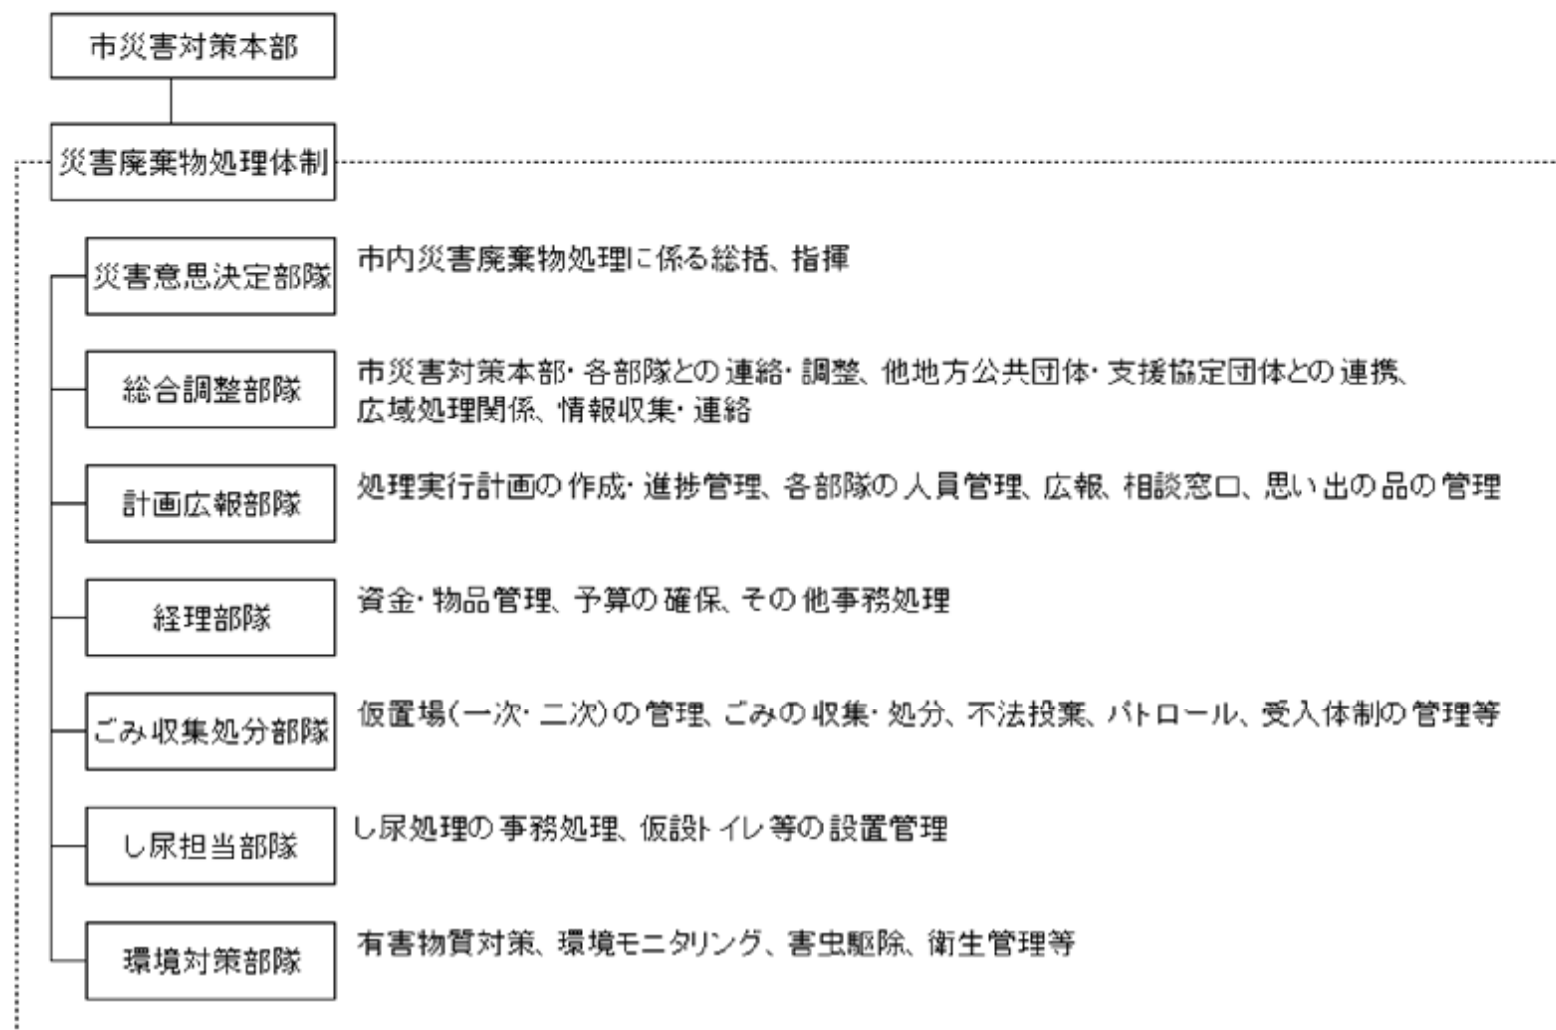 市災害対策本部
災害廃棄物処理体制
災害意思決定部隊
市内災害廃棄物処理に係る総括、指揮
総合調整部隊
市災害対策本部・各部隊との連絡・調整、他地方公共団体・支援協定団体との連携、
広域処理関係、情報収集・連絡
計画広報部隊
処理実行計画の作成・進捗管理、各部隊の人員管理、広報、相談窓口、思い出の品の管理
経理部隊
資金・物品管理、予算の確保、その他事務処理
ごみ収集処分部隊
仮置場(一次・二次)の管理、ごみの収集・処分、不法投棄、パトロール、受入体制の管理等
し尿担当部隊
し尿処理の事務処理、仮設トイレ等の設置管理
環境対策部隊
有害物質対策、環境モニタリング、害虫駆除、衛生管理等